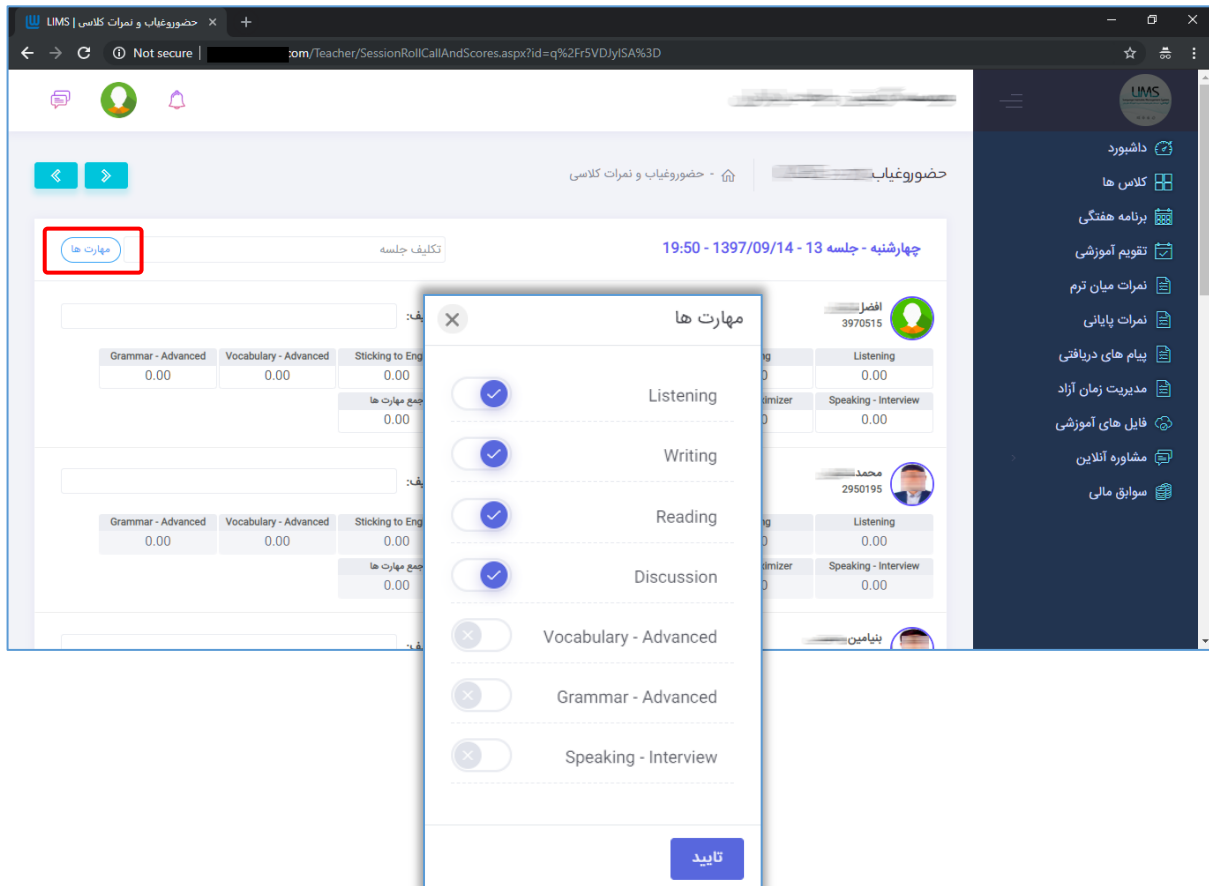 حضوروغیاب و نمرات کلاسی | LIMS
Not secure | com/Teacher/SessionRollCallAndScores.aspx?id=q%2Fr5VDJyISA%3D
LIMS
داشبورد
کلاس ها
برنامه هفتگی
تقویم آموزشی
نمرات میان ترم
نمرات پایانی
پیام های دریافتی
مدیریت زمان آزاد
فایل های آموزشی
مشاوره آنلاین
سوابق مالی
حضوروغیاب
- حضوروغیاب و نمرات کلاسی
چهارشنبه - جلسه 13 - 1397/09/14 - 19:50
تکلیف جلسه
مهارت ها
افضل
3970515
یف:
Grammar - Advanced Vocabulary - Advanced Sticking to Eng Listening
0.00 0.00 0.00 0.00
جمع مهارت ها Speaking - Interview
0.00 0.00
محمد
2950195
یف:
Grammar - Advanced Vocabulary - Advanced Sticking to Eng Listening
0.00 0.00 0.00 0.00
جمع مهارت ها Speaking - Interview
0.00 0.00
بنیامین
مهارت ها
Listening
Writing
Reading
Discussion
Vocabulary - Advanced
Grammar - Advanced
Speaking - Interview
تایید